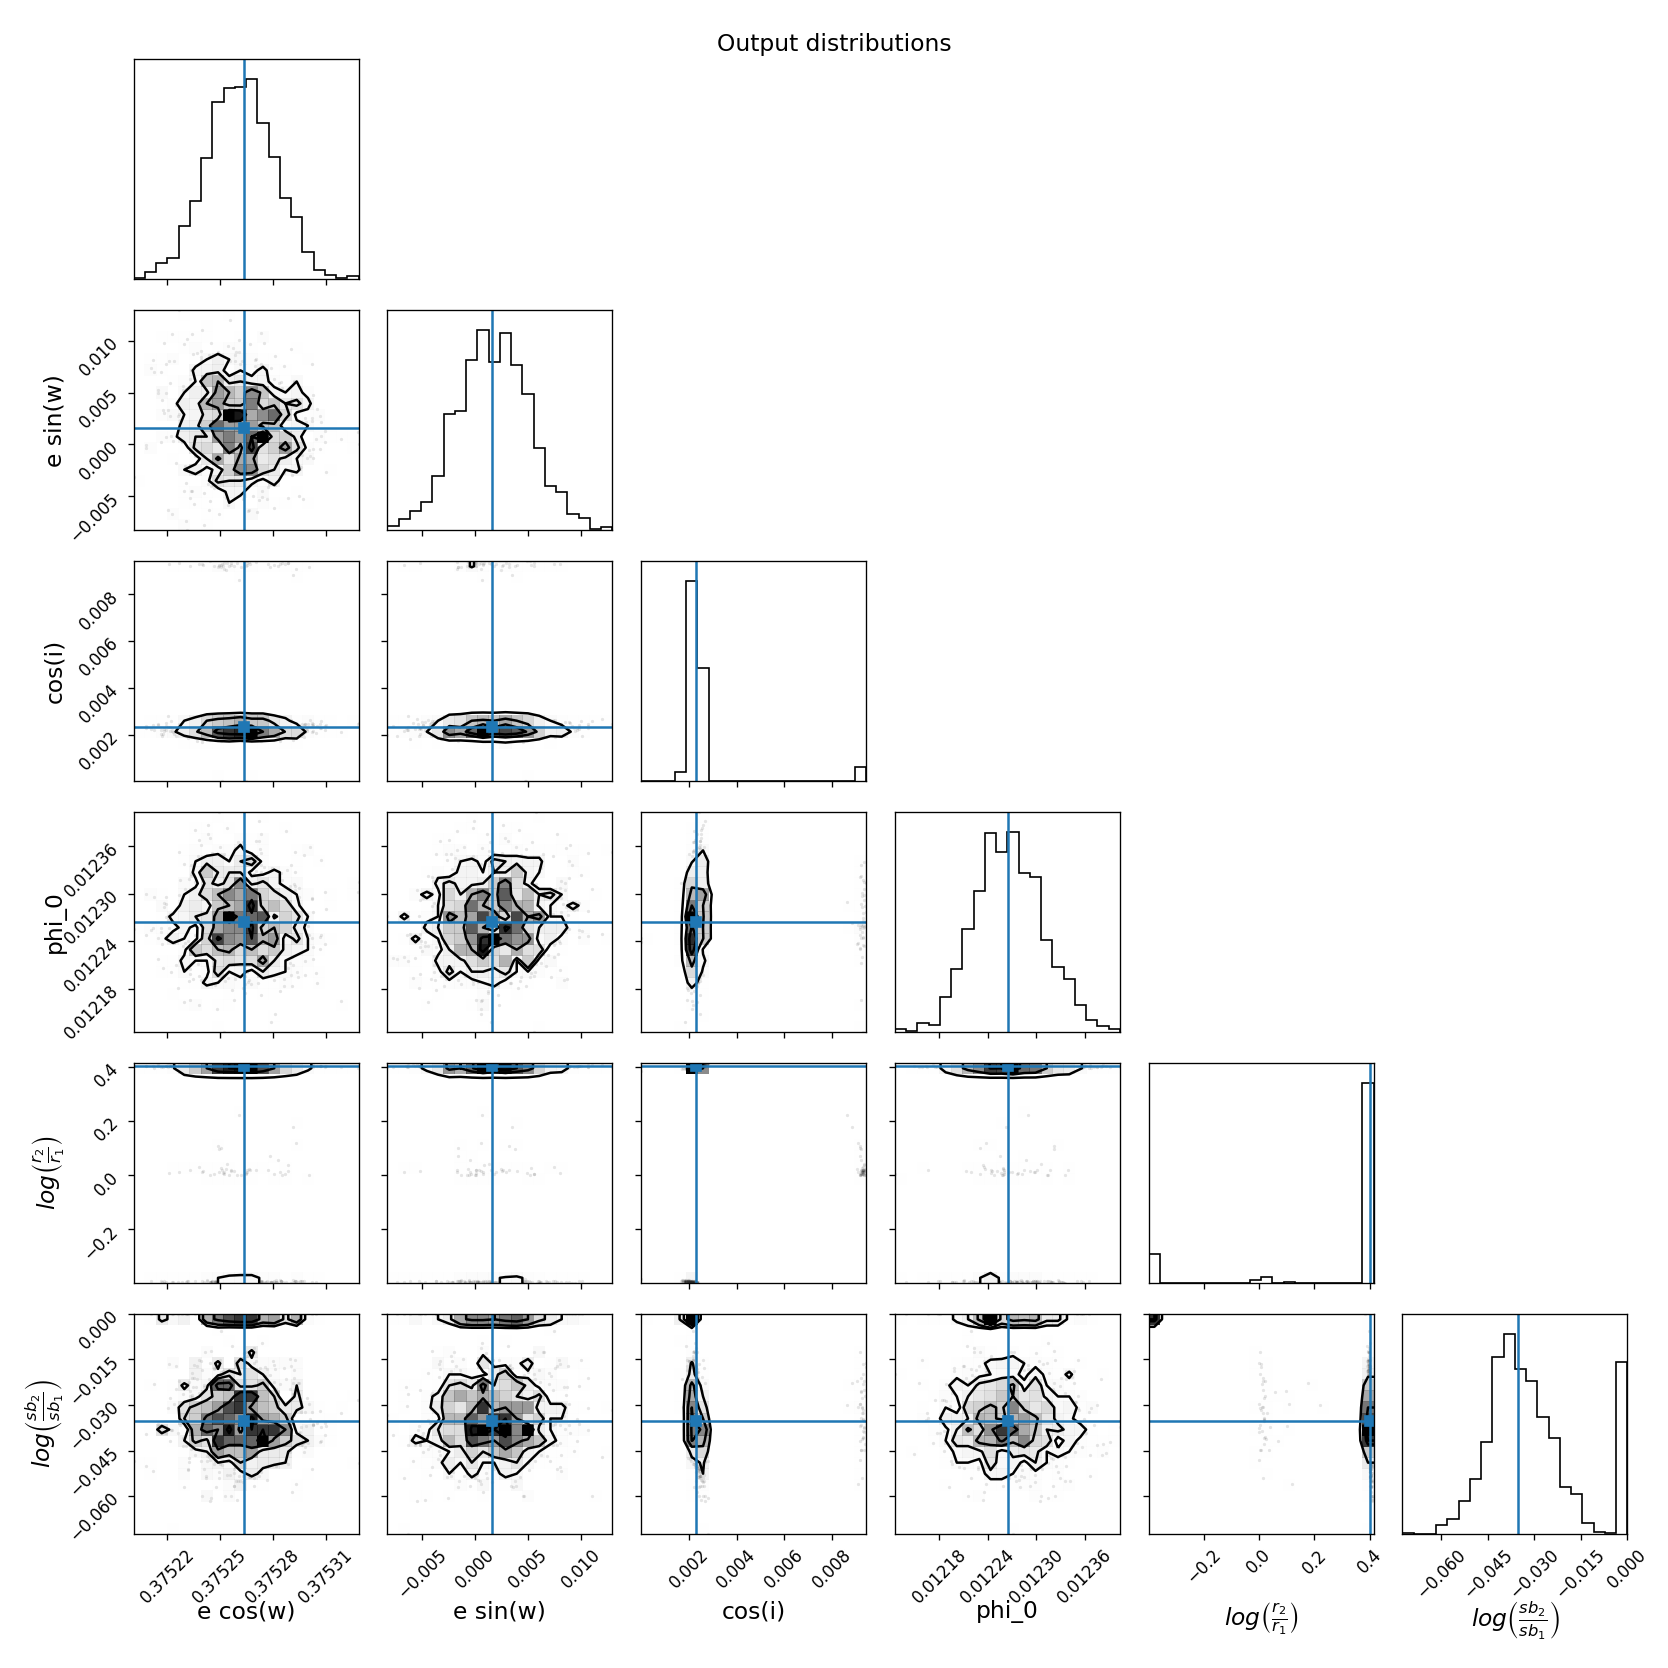 Output distributions
e sin(w)
0.010
0.005
0.000
−0.005
cos(i)
0.008
0.006
0.004
0.002
phi_0
0.01236
0.01230
0.01224
0.01218
log(r2/r1)
0.4
0.2
0.0
−0.2
log(sb2/sb1)
0.000
−0.015
−0.030
−0.045
−0.060
0.37522 0.37525 0.37528 0.37531
−0.005 0.000 0.005 0.010
0.002 0.004 0.006 0.008
0.01218 0.01224 0.01230 0.01236
−0.2 0.0 0.2 0.4
−0.060 −0.045 −0.030 −0.015 0.000
e cos(w) e sin(w) cos(i) phi_0 log(r2/r1) log(sb2/sb1)